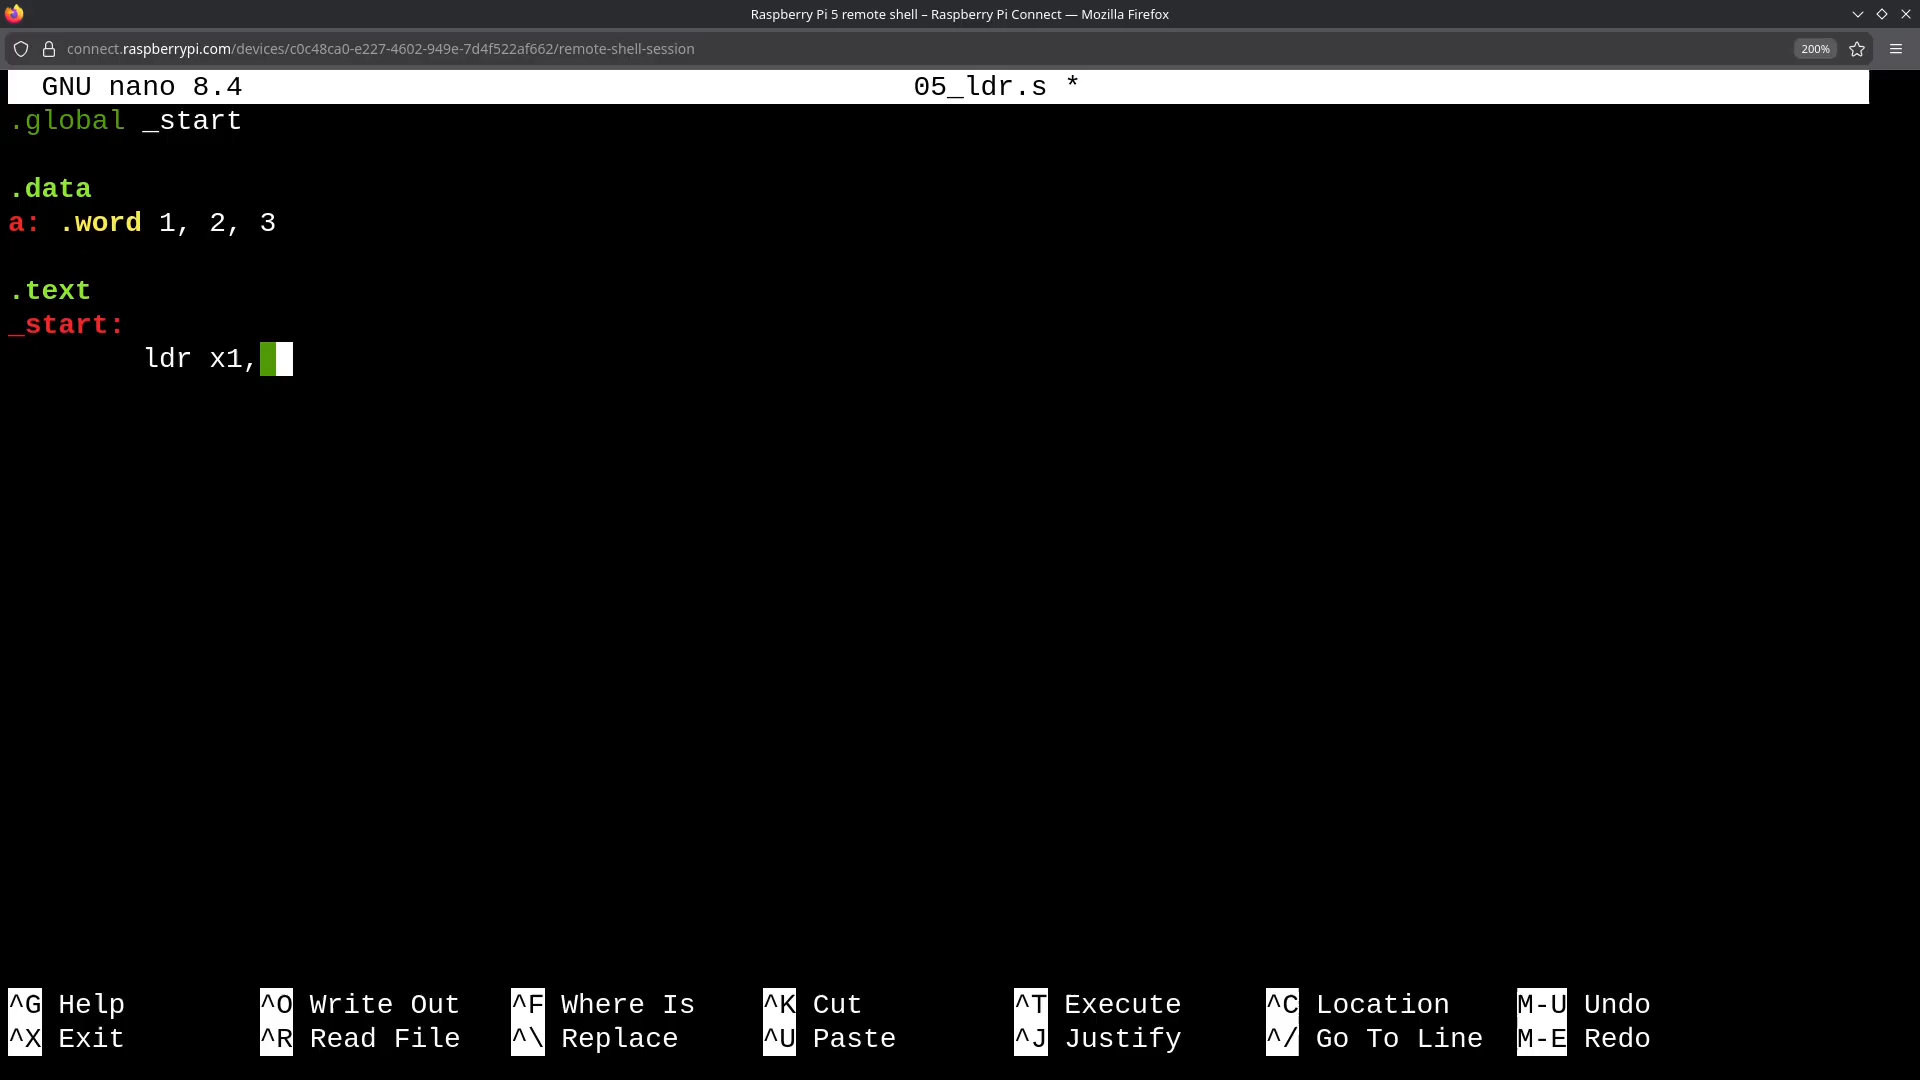 Raspberry Pi 5 remote shell – Raspberry Pi Connect — Mozilla Firefox
connect.raspberrypi.com/devices/c0c48ca0-e227-4602-949e-7d4f522af662/remote-shell-session 200%
GNU nano 8.4 05_ldr.s *
.global _start
.data
a: .word 1, 2, 3
.text
_start:
ldr x1,
^G Help ^O Write Out ^F Where Is ^K Cut ^T Execute ^C Location M-U Undo
^X Exit ^R Read File ^\ Replace ^U Paste ^J Justify ^/ Go To Line M-E Redo